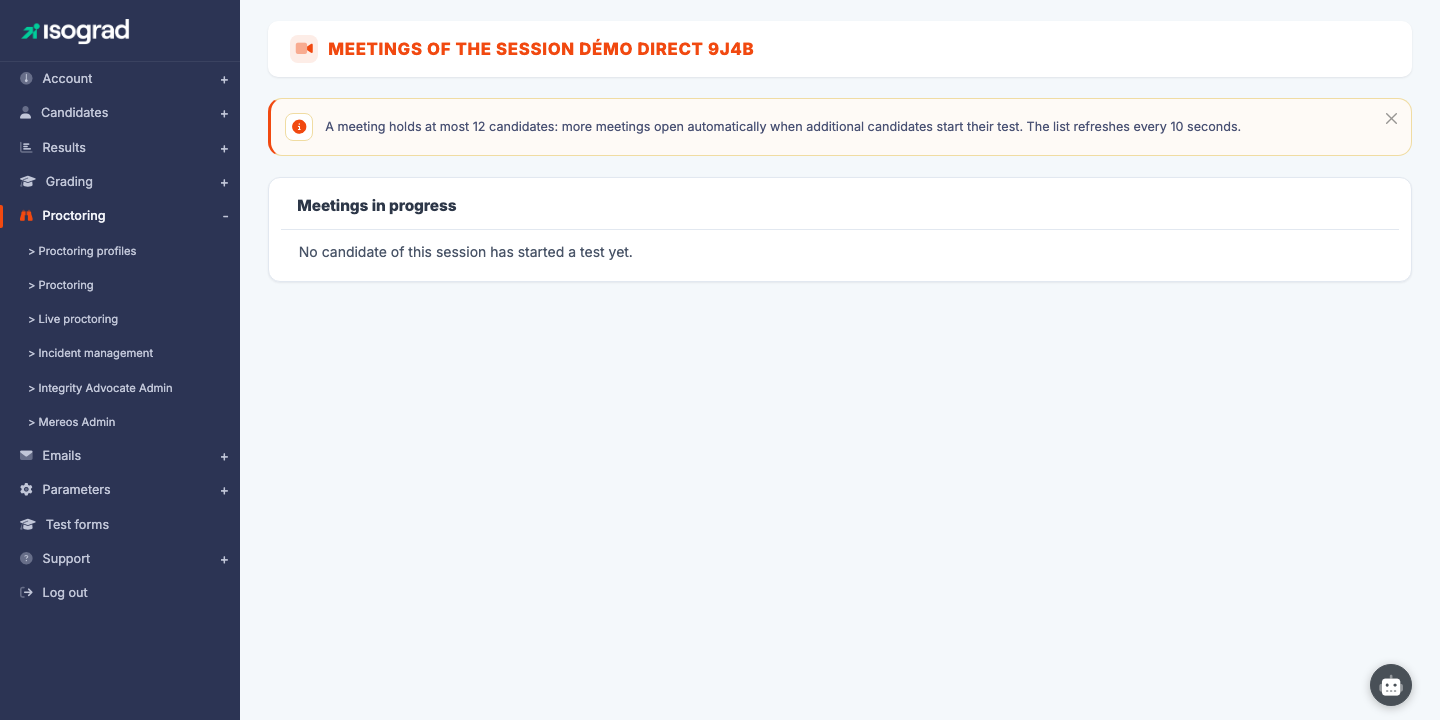 isograd
Account +
Candidates +
Results +
Grading +
Proctoring -
> Proctoring profiles
> Proctoring
> Live proctoring
> Incident management
> Integrity Advocate Admin
> Mereos Admin
Emails +
Parameters +
Test forms
Support +
Log out
MEETINGS OF THE SESSION DÉMO DIRECT 9J4B
A meeting holds at most 12 candidates: more meetings open automatically when additional candidates start their test. The list refreshes every 10 seconds.
Meetings in progress
No candidate of this session has started a test yet.